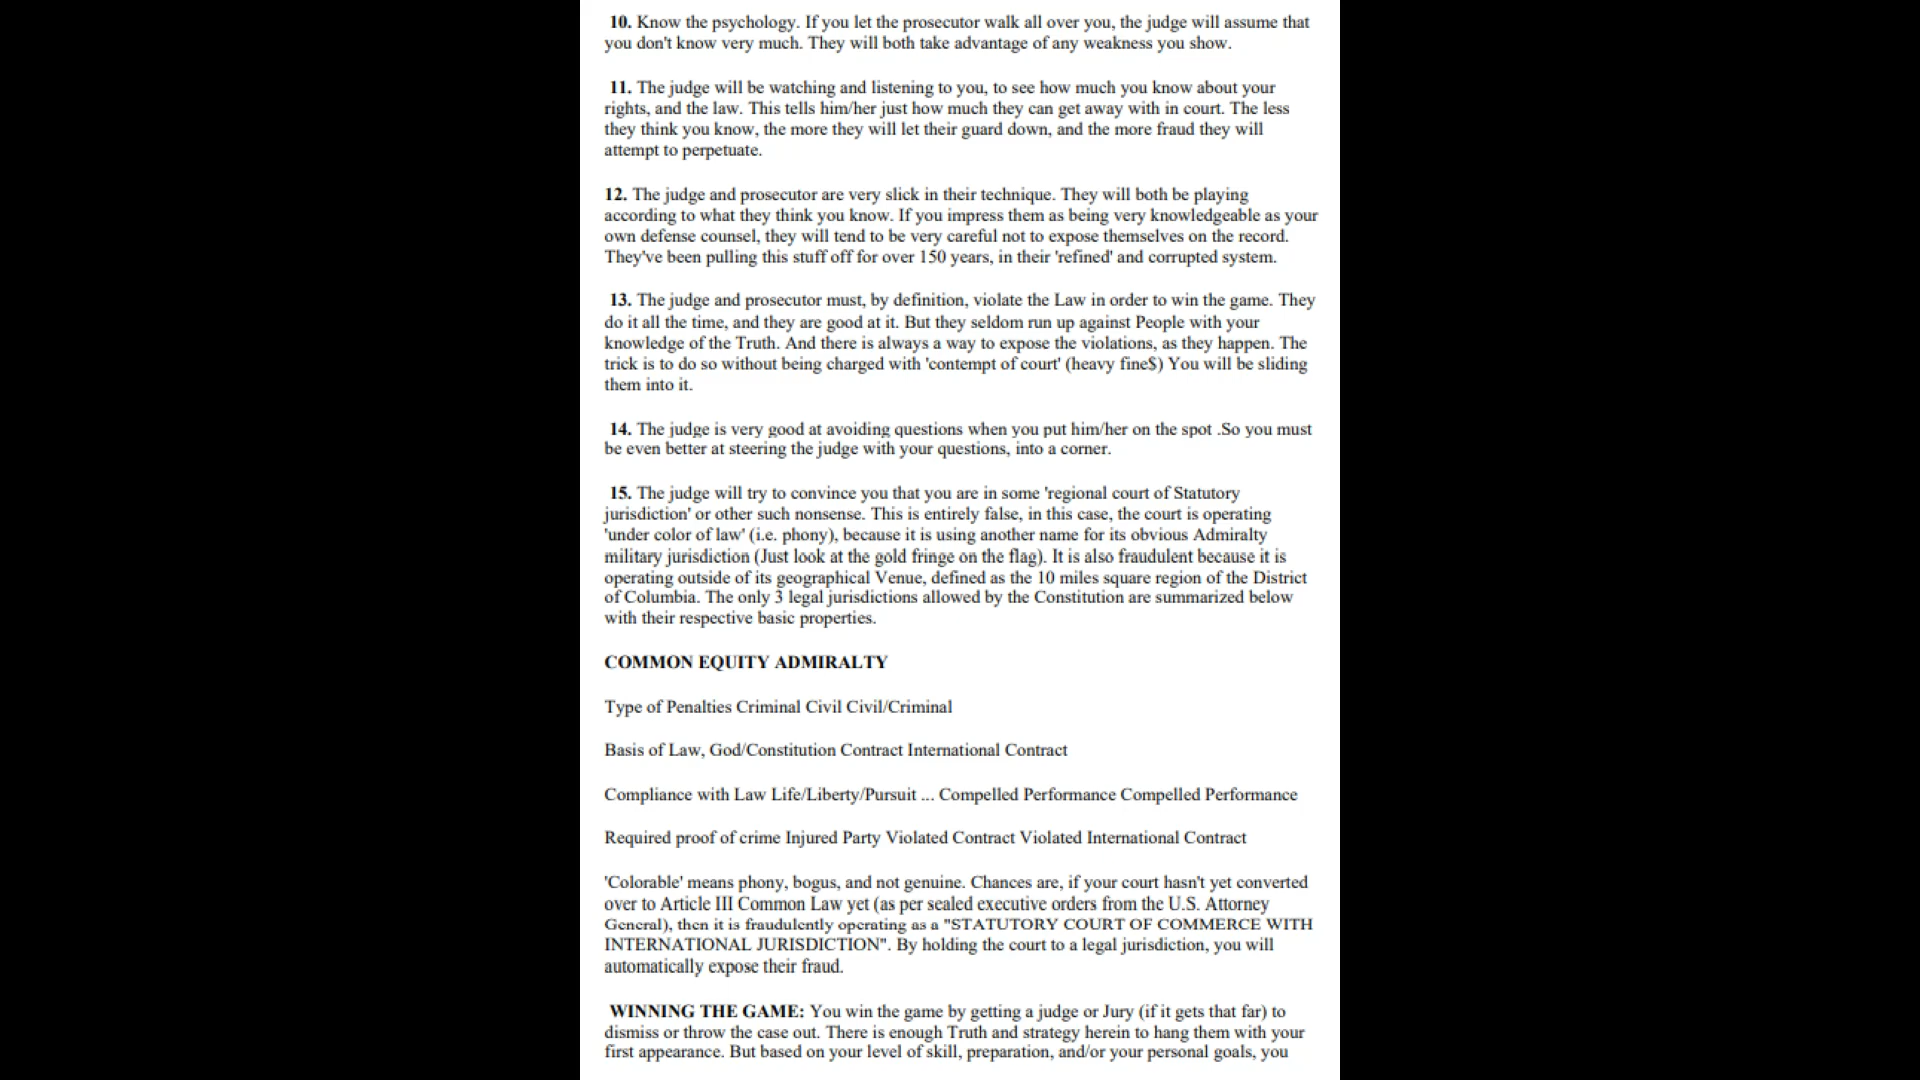 10. Know the psychology. If you let the prosecutor walk all over you, the judge will assume that
you don't know very much. They will both take advantage of any weakness you show.
11. The judge will be watching and listening to you, to see how much you know about your
rights, and the law. This tells him/her just how much they can get away with in court. The less
they think you know, the more they will let their guard down, and the more fraud they will
attempt to perpetuate.
12. The judge and prosecutor are very slick in their technique. They will both be playing
according to what they think you know. If you impress them as being very knowledgeable as your
own defense counsel, they will tend to be very careful not to expose themselves on the record.
They've been pulling this stuff off for over 150 years, in their 'refined' and corrupted system.
13. The judge and prosecutor must, by definition, violate the Law in order to win the game. They
do it all the time, and they are good at it. But they seldom run up against People with your
knowledge of the Truth. And there is always a way to expose the violations, as they happen. The
trick is to do so without being charged with 'contempt of court' (heavy fine$) You will be sliding
them into it.
14. The judge is very good at avoiding questions when you put him/her on the spot .So you must
be even better at steering the judge with your questions, into a corner.
15. The judge will try to convince you that you are in some 'regional court of Statutory
jurisdiction' or other such nonsense. This is entirely false, in this case, the court is operating
'under color of law' (i.e. phony), because it is using another name for its obvious Admiralty
military jurisdiction (Just look at the gold fringe on the flag). It is also fraudulent because it is
operating outside of its geographical Venue, defined as the 10 miles square region of the District
of Columbia. The only 3 legal jurisdictions allowed by the Constitution are summarized below
with their respective basic properties.
COMMON EQUITY ADMIRALTY
Type of Penalties Criminal Civil Civil/Criminal
Basis of Law, God/Constitution Contract International Contract
Compliance with Law Life/Liberty/Pursuit ... Compelled Performance Compelled Performance
Required proof of crime Injured Party Violated Contract Violated International Contract
'Colorable' means phony, bogus, and not genuine. Chances are, if your court hasn't yet converted
over to Article III Common Law yet (as per sealed executive orders from the U.S. Attorney
General), then it is fraudulently operating as a "STATUTORY COURT OF COMMERCE WITH
INTERNATIONAL JURISDICTION". By holding the court to a legal jurisdiction, you will
automatically expose their fraud.
WINNING THE GAME: You win the game by getting a judge or Jury (if it gets that far) to
dismiss or throw the case out. There is enough Truth and strategy herein to hang them with your
first appearance. But based on your level of skill, preparation, and/or your personal goals, you